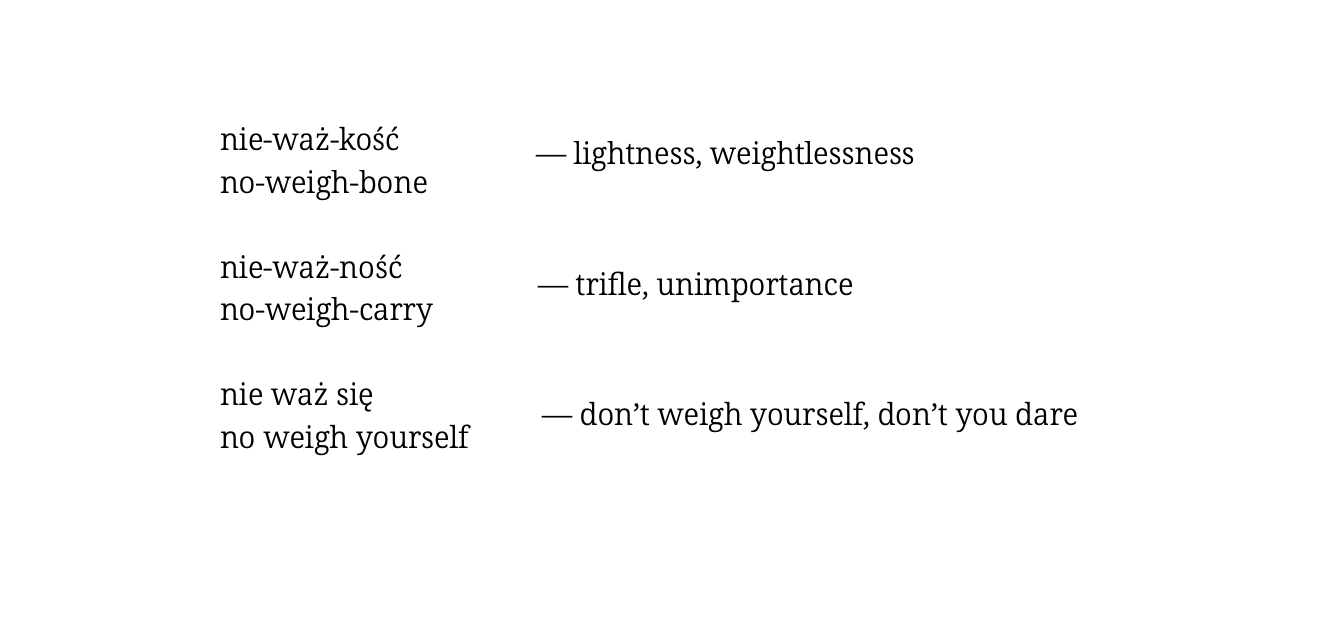 nie-waż-kość
no-weigh-bone
— lightness, weightlessness
nie-waż-ność
no-weigh-carry
— trifle, unimportance
nie waż się
no weigh yourself
— don’t weigh yourself, don’t you dare